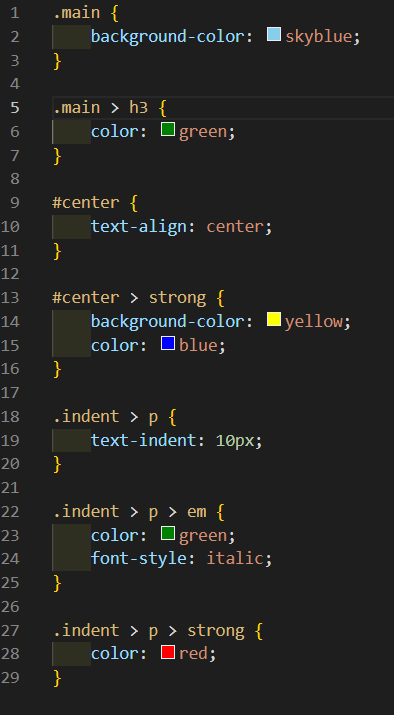 1 .main {
2 background-color: skyblue;
3 }
4
5 .main > h3 {
6 color: green;
7 }
8
9 #center {
10 text-align: center;
11 }
12
13 #center > strong {
14 background-color: yellow;
15 color: blue;
16 }
17
18 .indent > p {
19 text-indent: 10px;
20 }
21
22 .indent > p > em {
23 color: green;
24 font-style: italic;
25 }
26
27 .indent > p > strong {
28 color: red;
29 }